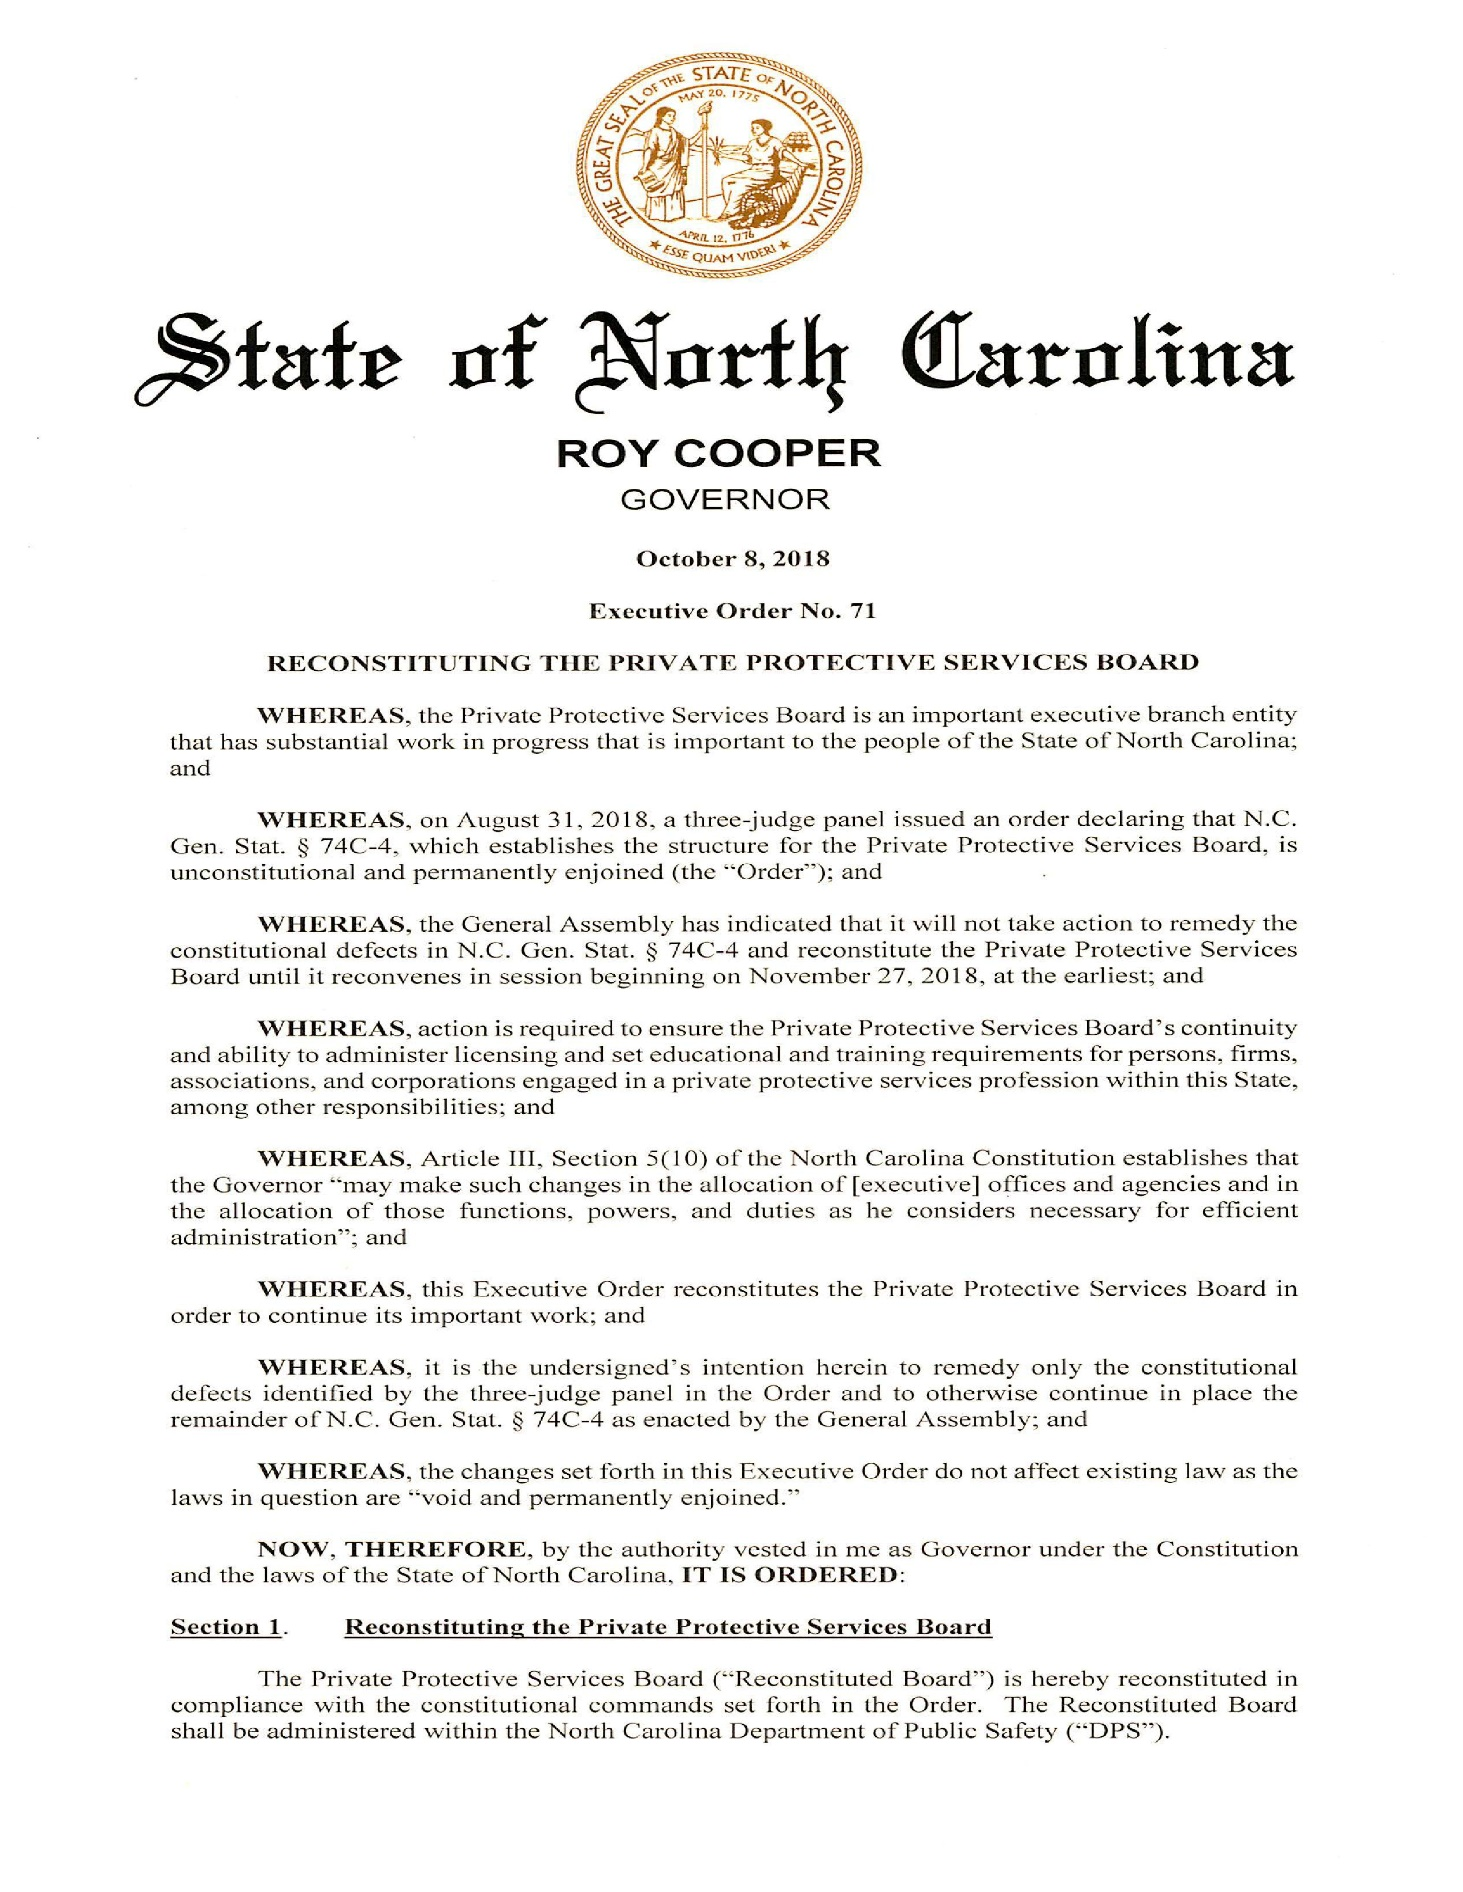 THE GREAT SEAL OF THE STATE OF NORTH CAROLINA
MAY 20, 1775
APRIL 12, 1776
★ ESSE QUAM VIDERI ★
State of North Carolina
ROY COOPER
GOVERNOR
October 8, 2018
Executive Order No. 71
RECONSTITUTING THE PRIVATE PROTECTIVE SERVICES BOARD
WHEREAS, the Private Protective Services Board is an important executive branch entity
that has substantial work in progress that is important to the people of the State of North Carolina;
and
WHEREAS, on August 31, 2018, a three-judge panel issued an order declaring that N.C.
Gen. Stat. § 74C-4, which establishes the structure for the Private Protective Services Board, is
unconstitutional and permanently enjoined (the “Order”); and
WHEREAS, the General Assembly has indicated that it will not take action to remedy the
constitutional defects in N.C. Gen. Stat. § 74C-4 and reconstitute the Private Protective Services
Board until it reconvenes in session beginning on November 27, 2018, at the earliest; and
WHEREAS, action is required to ensure the Private Protective Services Board’s continuity
and ability to administer licensing and set educational and training requirements for persons, firms,
associations, and corporations engaged in a private protective services profession within this State,
among other responsibilities; and
WHEREAS, Article III, Section 5(10) of the North Carolina Constitution establishes that
the Governor “may make such changes in the allocation of [executive] offices and agencies and in
the allocation of those functions, powers, and duties as he considers necessary for efficient
administration”; and
WHEREAS, this Executive Order reconstitutes the Private Protective Services Board in
order to continue its important work; and
WHEREAS, it is the undersigned’s intention herein to remedy only the constitutional
defects identified by the three-judge panel in the Order and to otherwise continue in place the
remainder of N.C. Gen. Stat. § 74C-4 as enacted by the General Assembly; and
WHEREAS, the changes set forth in this Executive Order do not affect existing law as the
laws in question are “void and permanently enjoined.”
NOW, THEREFORE, by the authority vested in me as Governor under the Constitution
and the laws of the State of North Carolina, IT IS ORDERED:
Section 1. Reconstituting the Private Protective Services Board
The Private Protective Services Board (“Reconstituted Board”) is hereby reconstituted in
compliance with the constitutional commands set forth in the Order. The Reconstituted Board
shall be administered within the North Carolina Department of Public Safety (“DPS”).